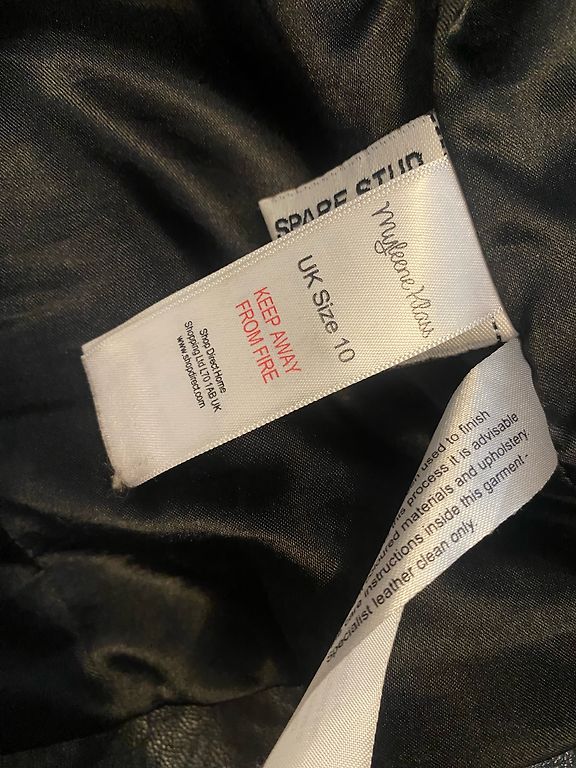 SPARE STUD
Myleene Klass
UK Size 10
KEEP AWAY
FROM FIRE
Shop Direct Home
Shopping Ltd L70 1AB UK
www.shopdirect.com
used to finish
process it is advisable
materials and upholstery.
instructions inside this garment -
Specialist leather clean only.